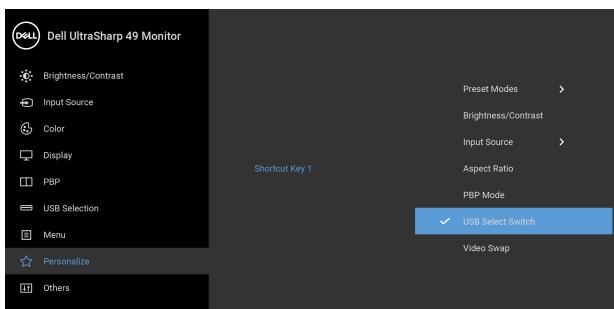 DELL
Dell UltraSharp 49 Monitor
Brightness/Contrast
Input Source
Color
Display
PBP
USB Selection
Menu
Personalize
Others
Shortcut Key 1
Preset Modes
Brightness/Contrast
Input Source
Aspect Ratio
PBP Mode
USB Select Switch
Video Swap